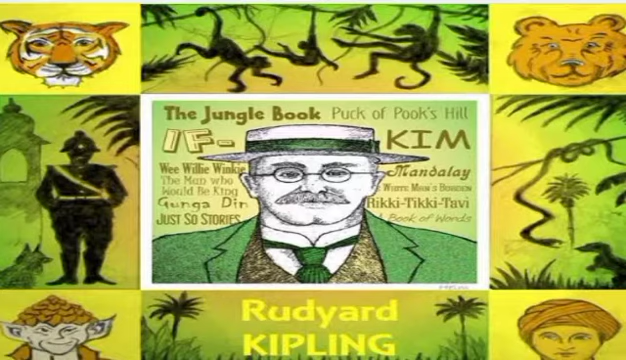 The Jungle Book Puck of Pook's Hill
IF- KIM
Wee Willie Winkie Mandalay
The Man who White Man's Burden
Would Be King Rikki-Tikki-Tavi
Gunga Din Book of Words
JUST SO STORIES
Rudyard
KIPLING